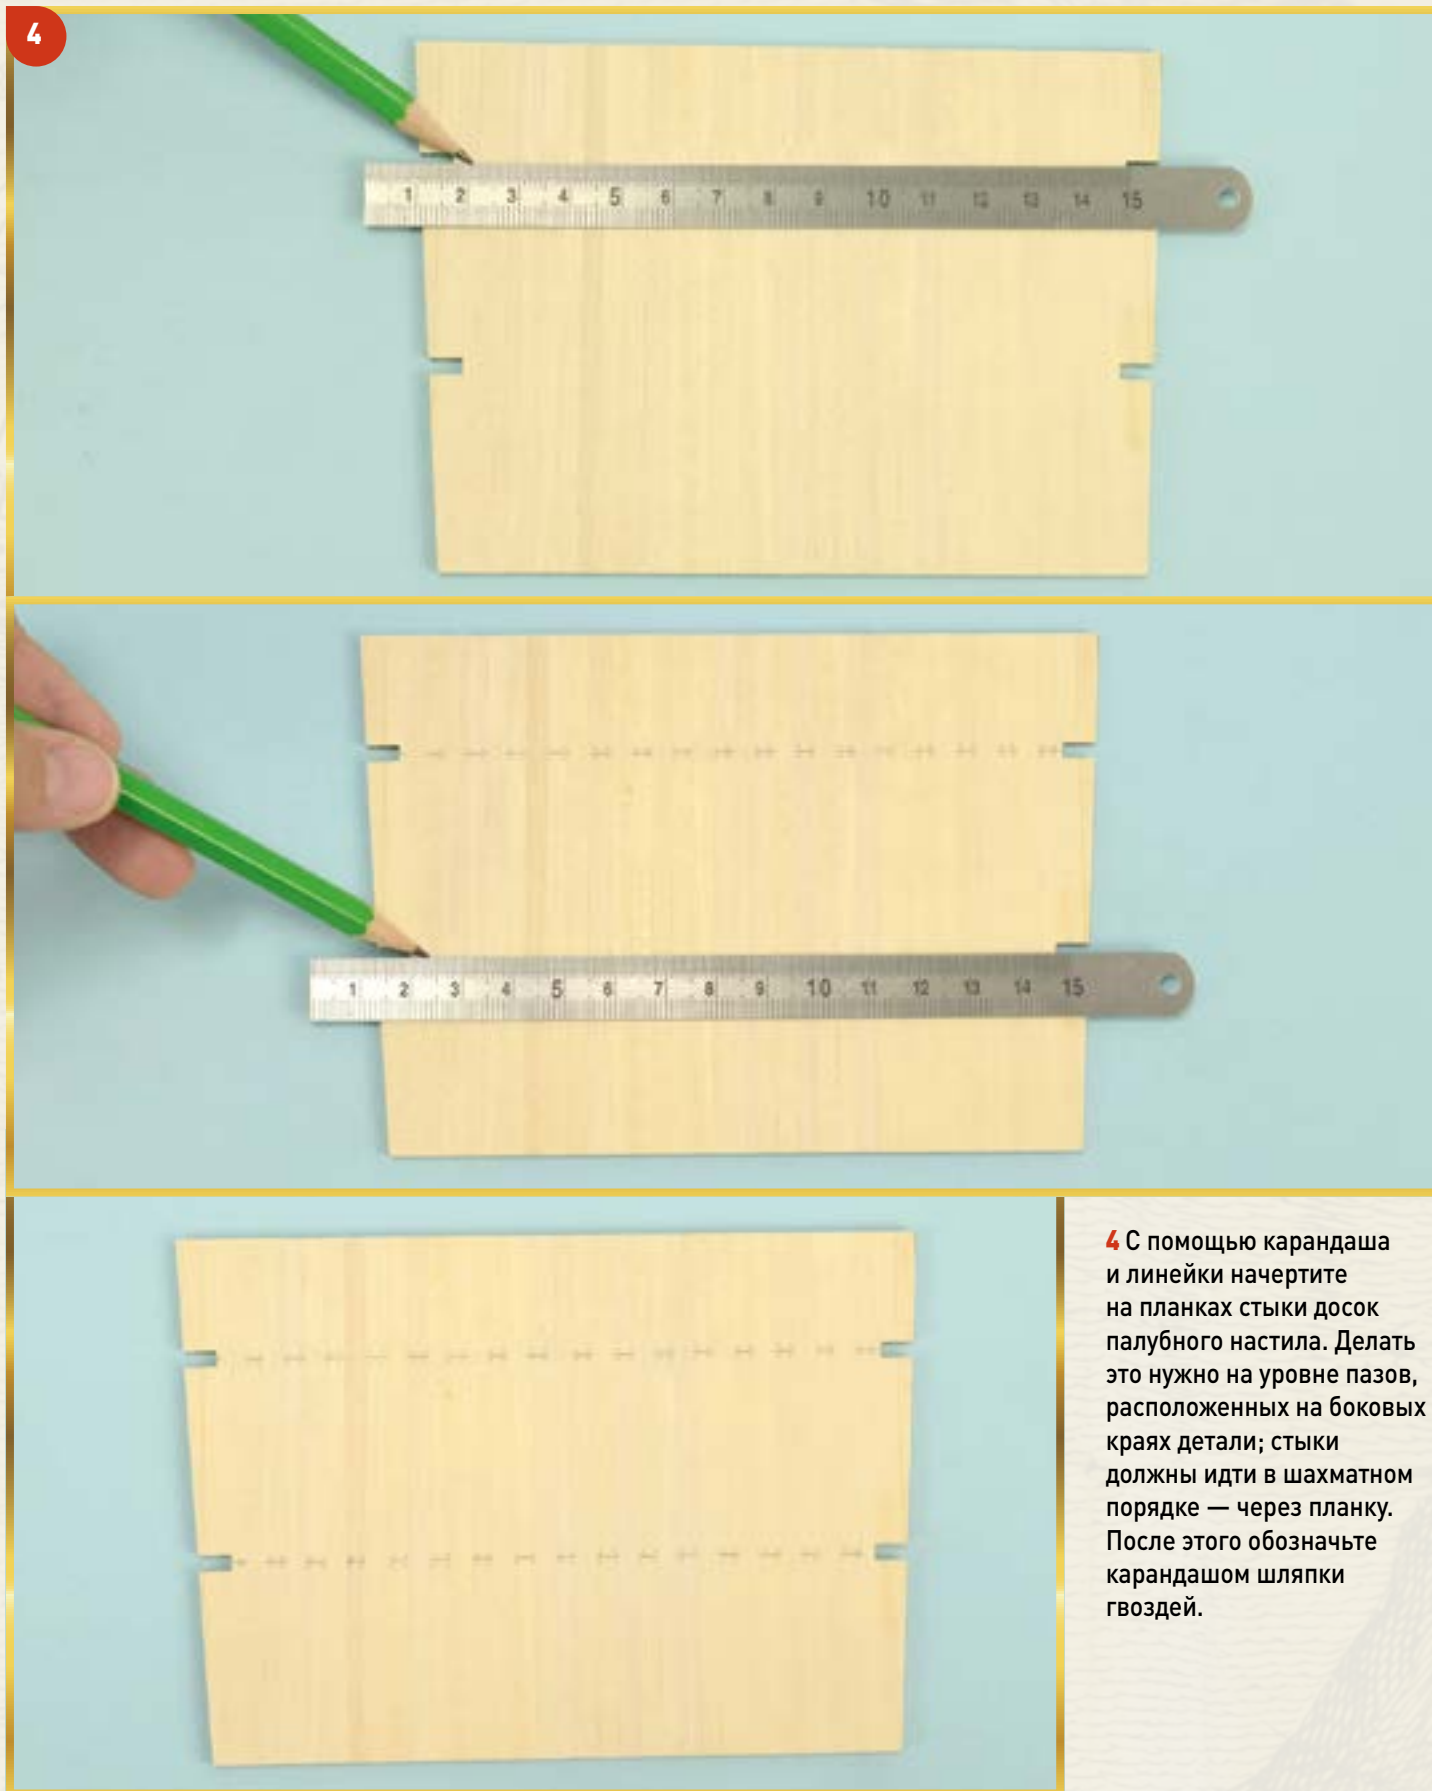 4
1 2 3 4 5 6 7 8 9 10 11 12 13 14 15
1 2 3 4 5 6 7 8 9 10 11 12 13 14 15
4 С помощью карандаша
и линейки начертите
на планках стыки досок
палубного настила. Делать
это нужно на уровне пазов,
расположенных на боковых
краях детали; стыки
должны идти в шахматном
порядке — через планку.
После этого обозначьте
карандашом шляпки
гвоздей.